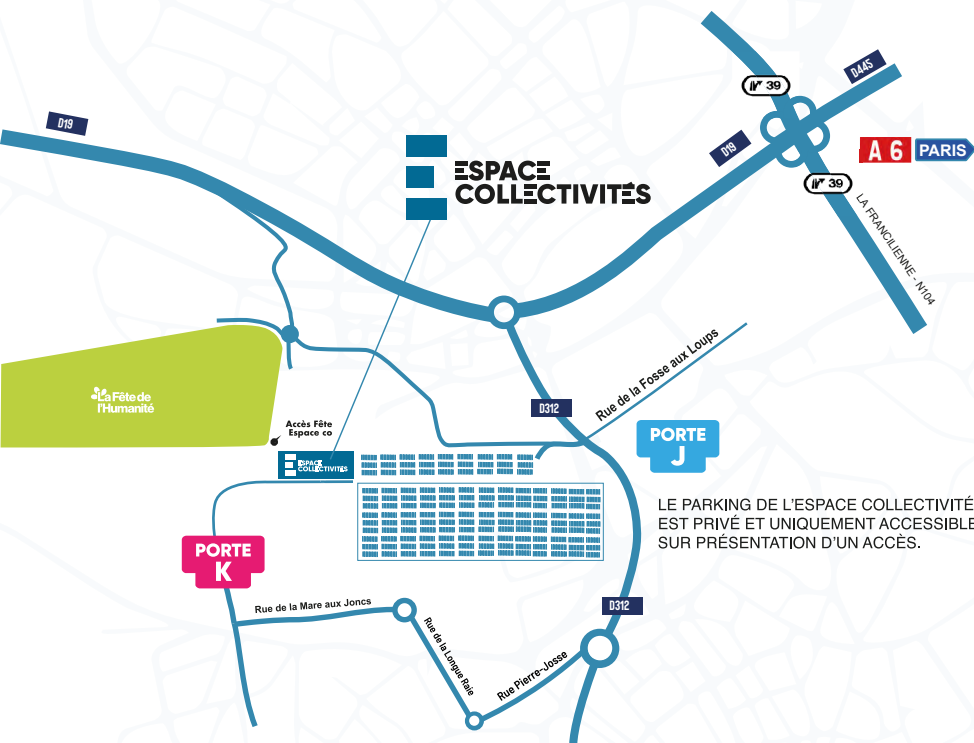 D445
39
D19
D19
A 6 PARIS
ESPACE
COLLECTIVITÉS
39
LA FRANCILIENNE - N104
Rue de la Fosse aux Loups
La Fête de
l'Humanité
D312
Accès Fête
Espace co
PORTE
J
ESPACE
COLLECTIVITÉS
LE PARKING DE L'ESPACE COLLECTIVITÉ
EST PRIVÉ ET UNIQUEMENT ACCESSIBLE
SUR PRÉSENTATION D'UN ACCÈS.
PORTE
K
D312
Rue de la Mare aux Joncs
Rue de la Longue Raie
Rue Pierre-Josse